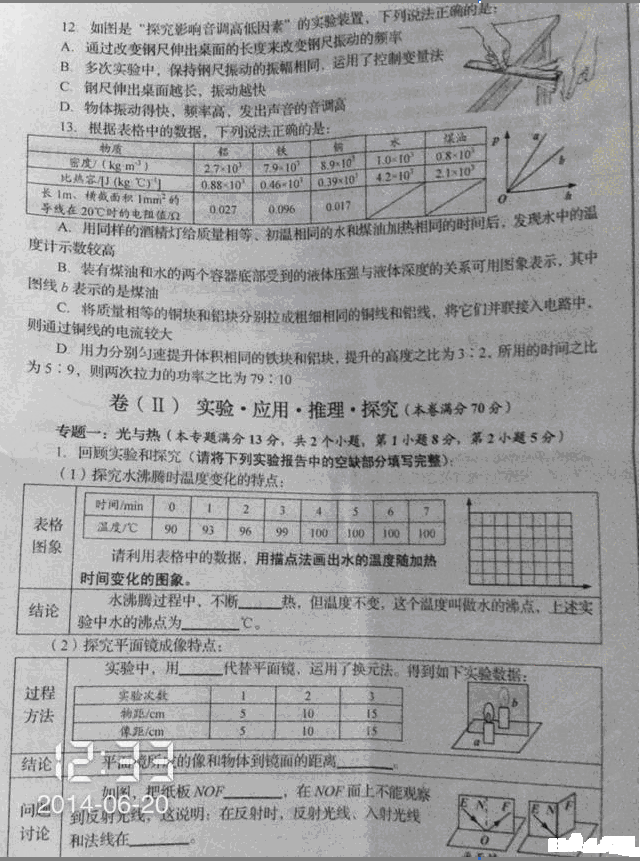 12. 如图是“探究影响音调高低因素”的实验装置，下列说法正确的是：
A. 通过改变钢尺伸出桌面的长度来改变钢尺振动的频率
B. 多次实验中，保持钢尺振动的振幅相同，运用了控制变量法
C. 钢尺伸出桌面越长，振动越快
D. 物体振动得快，频率高，发出声音的音调高
13. 根据表格中的数据，下列说法正确的是：
物质 铝 铁 铜 水 煤油
密度/（kg·m⁻³） 2.7×10³ 7.9×10³ 8.9×10³ 1.0×10³ 0.8×10³
比热容/[J (kg·℃)⁻¹] 0.88×10³ 0.46×10³ 0.39×10³ 4.2×10³ 2.1×10³
长 1m、横截面积 1mm² 的
导线在 20℃时的电阻值/Ω 0.027 0.096 0.017
p a b O h
A. 用同样的酒精灯给质量相等、初温相同的水和煤油加热相同的时间后，发现水中的温
度计示数较高
B. 装有煤油和水的两个容器底部受到的液体压强与液体深度的关系可用图象表示，其中
图线 b 表示的是煤油
C. 将质量相等的铜块和铝块分别拉成粗细相同的铜线和铝线，将它们并联接入电路中，
则通过铜线的电流较大
D. 用力分别匀速提升体积相同的铁块和铝块，提升的高度之比为 3∶2，所用的时间之比
为 5∶9，则两次拉力的功率之比为 79∶10
卷（Ⅱ） 实验·应用·推理·探究（本卷满分 70 分）
专题一：光与热（本专题满分 13 分，共 2 个小题，第 1 小题 8 分，第 2 小题 5 分）
1. 回顾实验和探究（请将下列实验报告中的空缺部分填写完整）：
（1）探究水沸腾时温度变化的特点：
表格
图象
时间/min 0 1 2 3 4 5 6 7
温度/℃ 90 93 96 99 100 100 100 100
请利用表格中的数据，用描点法画出水的温度随加热
时间变化的图象。
结论
水沸腾过程中，不断______热，但温度不变，这个温度叫做水的沸点，上述实
验中水的沸点为________℃。
（2）探究平面镜成像特点：
过程
方法
实验中，用______代替平面镜，运用了换元法。得到如下实验数据：
实验次数 1 2 3
物距/cm 5 10 15
像距/cm 5 10 15
a b
结论
平面镜所成的像和物体到镜面的距离________。
问题
讨论
如图，把纸板 NOF________，在 NOF 面上不能观察
到反射光线，这说明：在反射时，反射光线、入射光线
和法线在________。
E N F O
E N F
12:33
2014-06-20